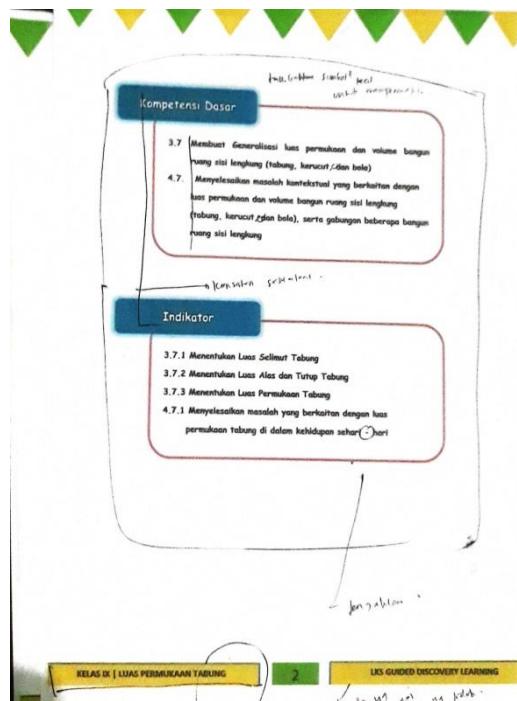 Kompetensi Dasar
3.7 Membuat Generalisasi luas permukaan dan volume bangun
ruang sisi lengkung (tabung, kerucut, dan bola)
4.7. Menyelesaikan masalah kontekstual yang berkaitan dengan
luas permukaan dan volume bangun ruang sisi lengkung
(tabung, kerucut, dan bola), serta gabungan beberapa bangun
ruang sisi lengkung
Indikator
3.7.1 Menentukan Luas Selimut Tabung
3.7.2 Menentukan Luas Alas dan Tutup Tabung
3.7.3 Menentukan Luas Permukaan Tabung
4.7.1 Menyelesaikan masalah yang berkaitan dengan luas
permukaan tabung di dalam kehidupan sehari - hari
KELAS IX | LUAS PERMUKAAN TABUNG
2
LKS GUIDED DISCOVERY LEARNING